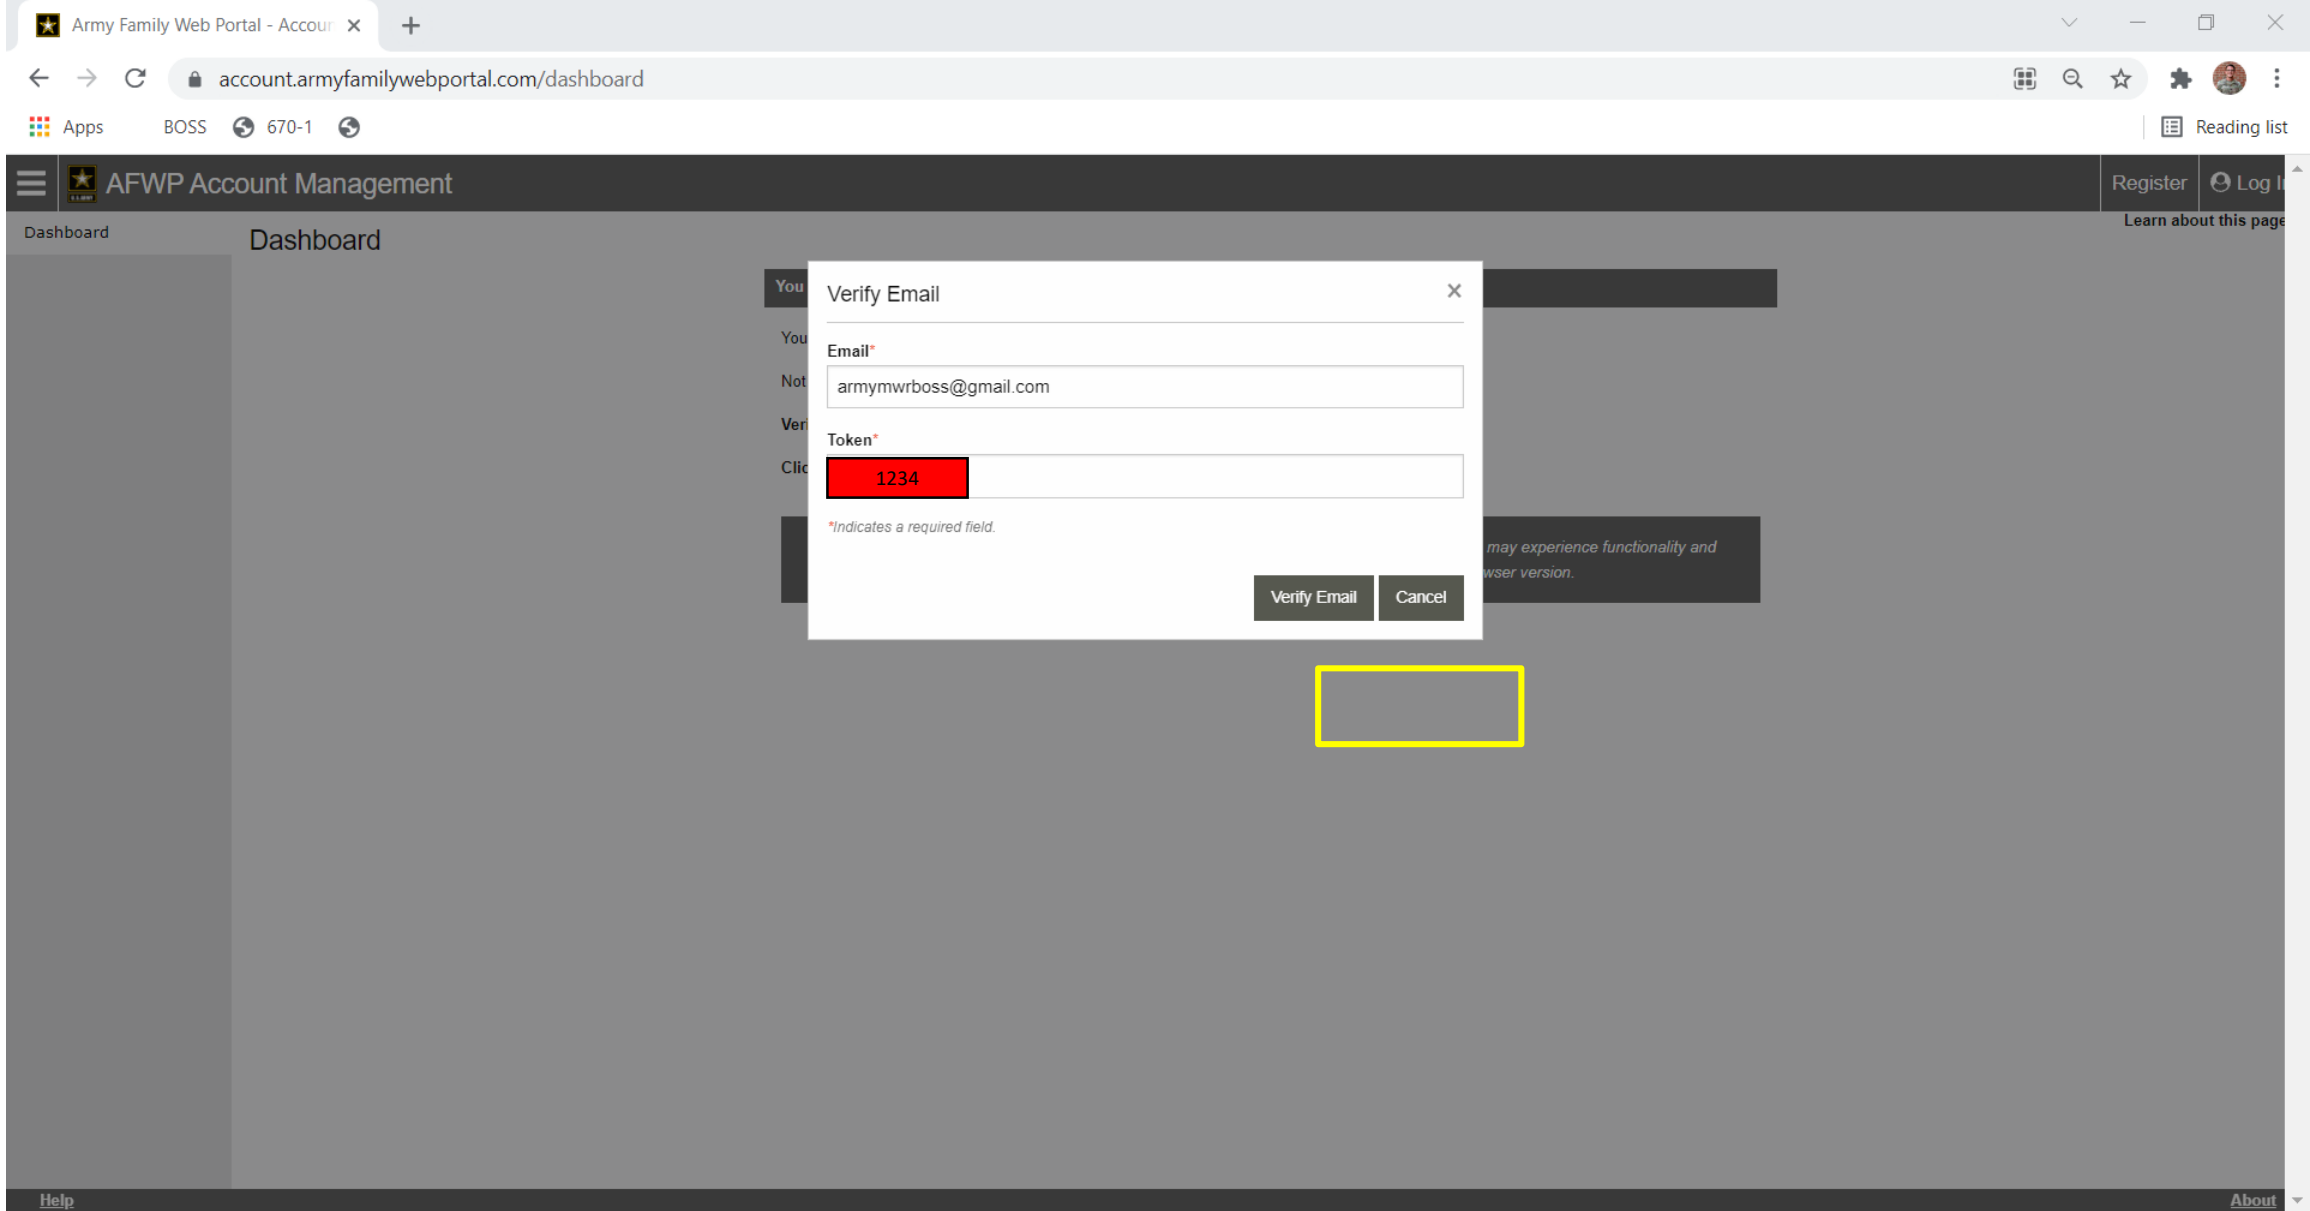 Army Family Web Portal - Accoun
account.armyfamilywebportal.com/dashboard
Apps BOSS 670-1 Reading list
AFWP Account Management Register Log In
Learn about this page
Dashboard
Dashboard
You
Verify Email
You
Email*
Not
armymwrboss@gmail.com
Veri
Token*
Clic
1234
*Indicates a required field.
may experience functionality and
wser version.
Verify Email Cancel
Help About